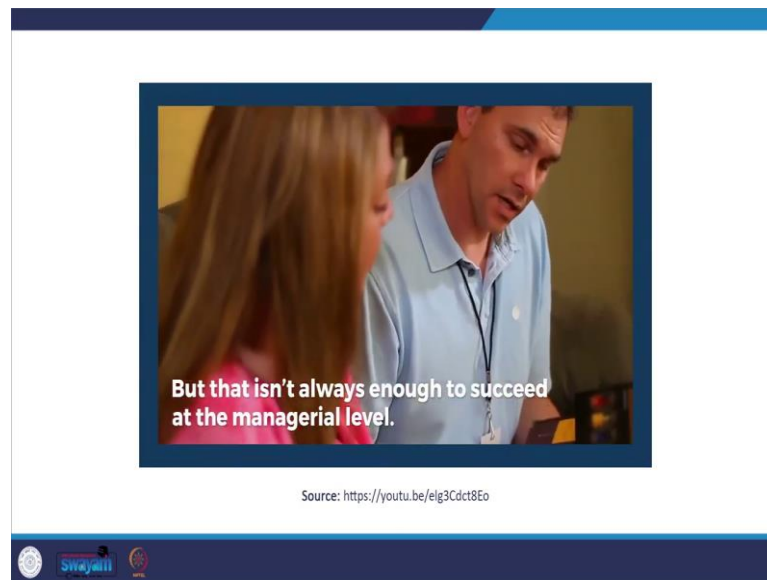 But that isn't always enough to succeed
at the managerial level.
Source: https://youtu.be/elg3Cdct8Eo
swayam